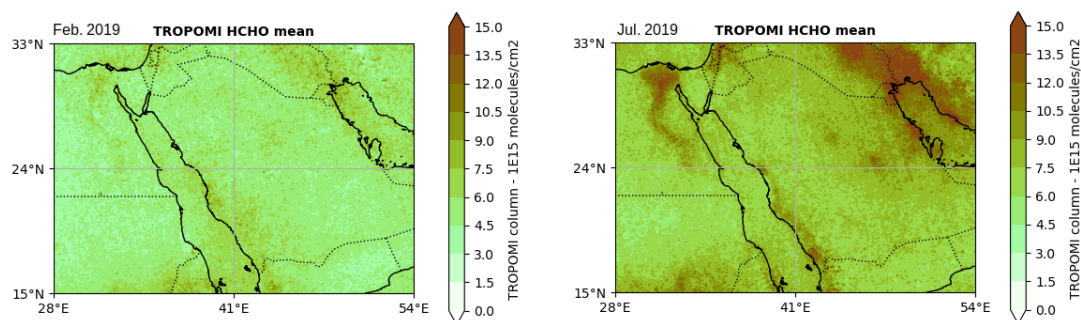 Feb. 2019 TROPOMI HCHO mean
33°N
24°N
15°N
28°E 41°E 54°E
15.0
13.5
12.0
10.5
9.0
7.5
6.0
4.5
3.0
1.5
0.0
TROPOMI column - 1E15 molecules/cm2
Jul. 2019 TROPOMI HCHO mean
33°N
24°N
15°N
28°E 41°E 54°E
15.0
13.5
12.0
10.5
9.0
7.5
6.0
4.5
3.0
1.5
0.0
TROPOMI column - 1E15 molecules/cm2